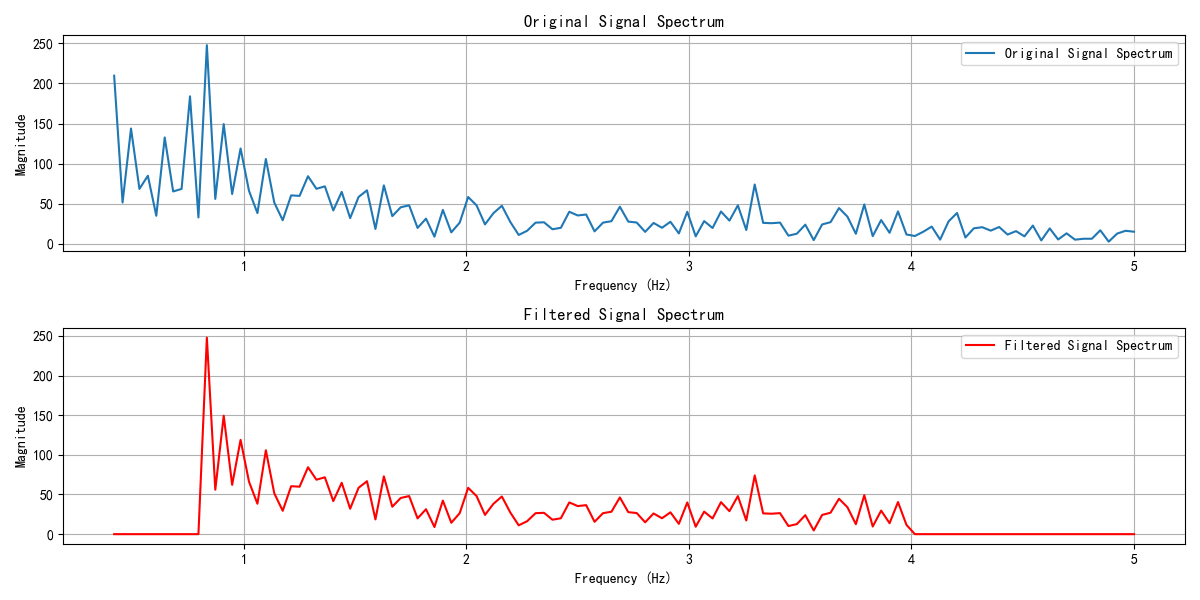 Original Signal Spectrum
250
200
150
100
50
0
Magnitude
Original Signal Spectrum
1 2 3 4 5
Frequency (Hz)
Filtered Signal Spectrum
250
200
150
100
50
0
Magnitude
Filtered Signal Spectrum
1 2 3 4 5
Frequency (Hz)